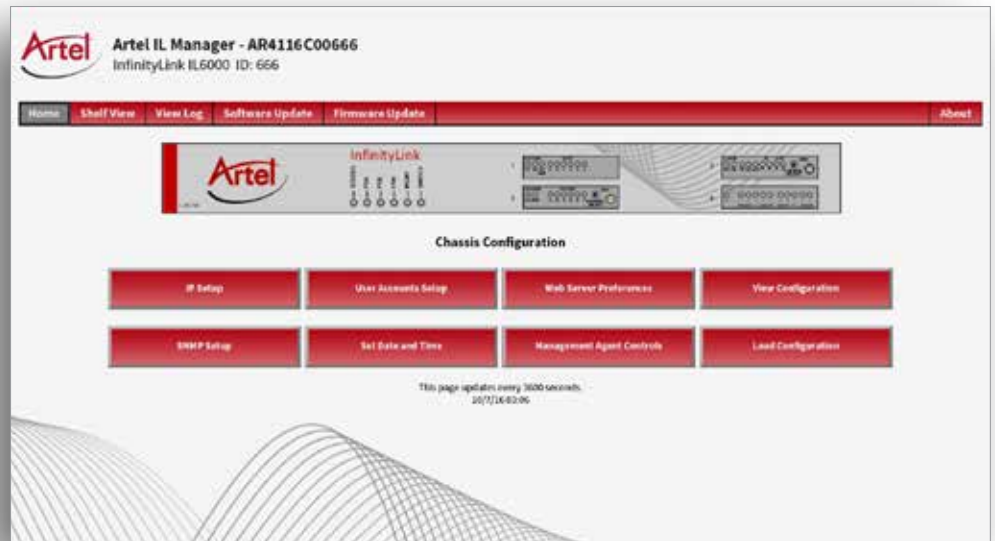 Artel
Artel IL Manager - AR4116C00666
InfinityLink IL6000 ID: 666
Home Shelf View View Log Software Update Firmware Update About
Artel
InfinityLink
Chassis Configuration
IP Setup User Accounts Setup Web Server Preferences View Configuration
SNMP Setup Set Date and Time Management Agent Controls Load Configuration
This page updates every 3600 seconds.